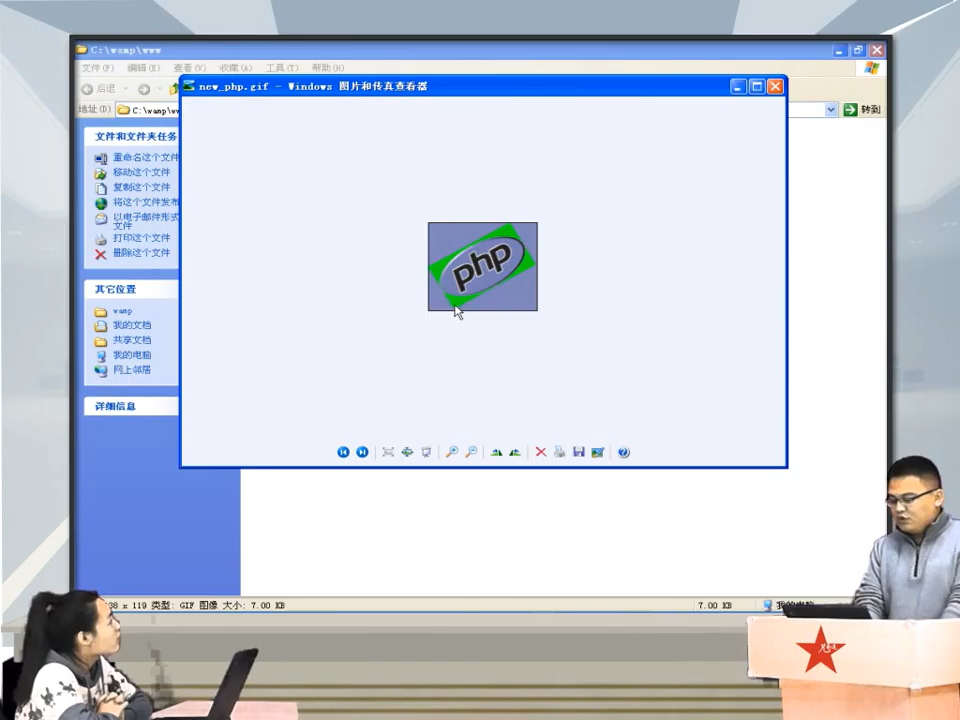 C:\wamp\www
文件(F) 编辑(E) 查看(V) 收藏(A) 工具(T) 帮助(H)
后退
地址(D) C:\wamp\ww 转到
new_php.gif - Windows 图片和传真查看器
文件和文件夹任务
重命名这个文件
移动这个文件
复制这个文件
将这个文件发布
以电子邮件形式
文件
打印这个文件
删除这个文件
php
其它位置
wamp
我的文档
共享文档
我的电脑
网上邻居
详细信息
38 x 119 类型: GIF 图像 大小: 7.00 KB 7.00 KB 我的电脑